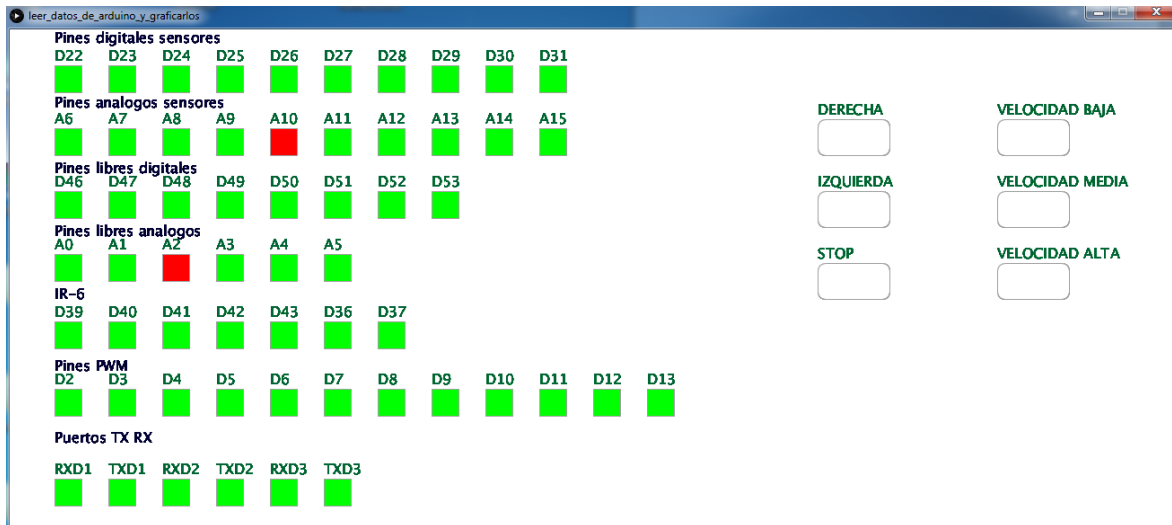 leer_datos_de_arduino_y_graficarlos
Pines digitales sensores
D22 D23 D24 D25 D26 D27 D28 D29 D30 D31
Pines analogos sensores
A6 A7 A8 A9 A10 A11 A12 A13 A14 A15
Pines libres digitales
D46 D47 D48 D49 D50 D51 D52 D53
Pines libres analogos
A0 A1 A2 A3 A4 A5
IR-6
D39 D40 D41 D42 D43 D36 D37
Pines PWM
D2 D3 D4 D5 D6 D7 D8 D9 D10 D11 D12 D13
Puertos TX RX
RXD1 TXD1 RXD2 TXD2 RXD3 TXD3
DERECHA VELOCIDAD BAJA
IZQUIERDA VELOCIDAD MEDIA
STOP VELOCIDAD ALTA